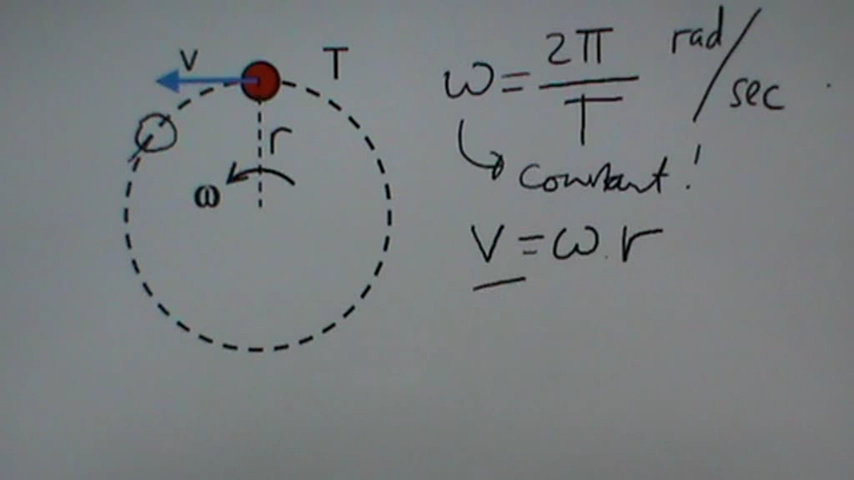 v
T
r
ω
ω = 2π/T rad/sec
constant!
v = ω.r